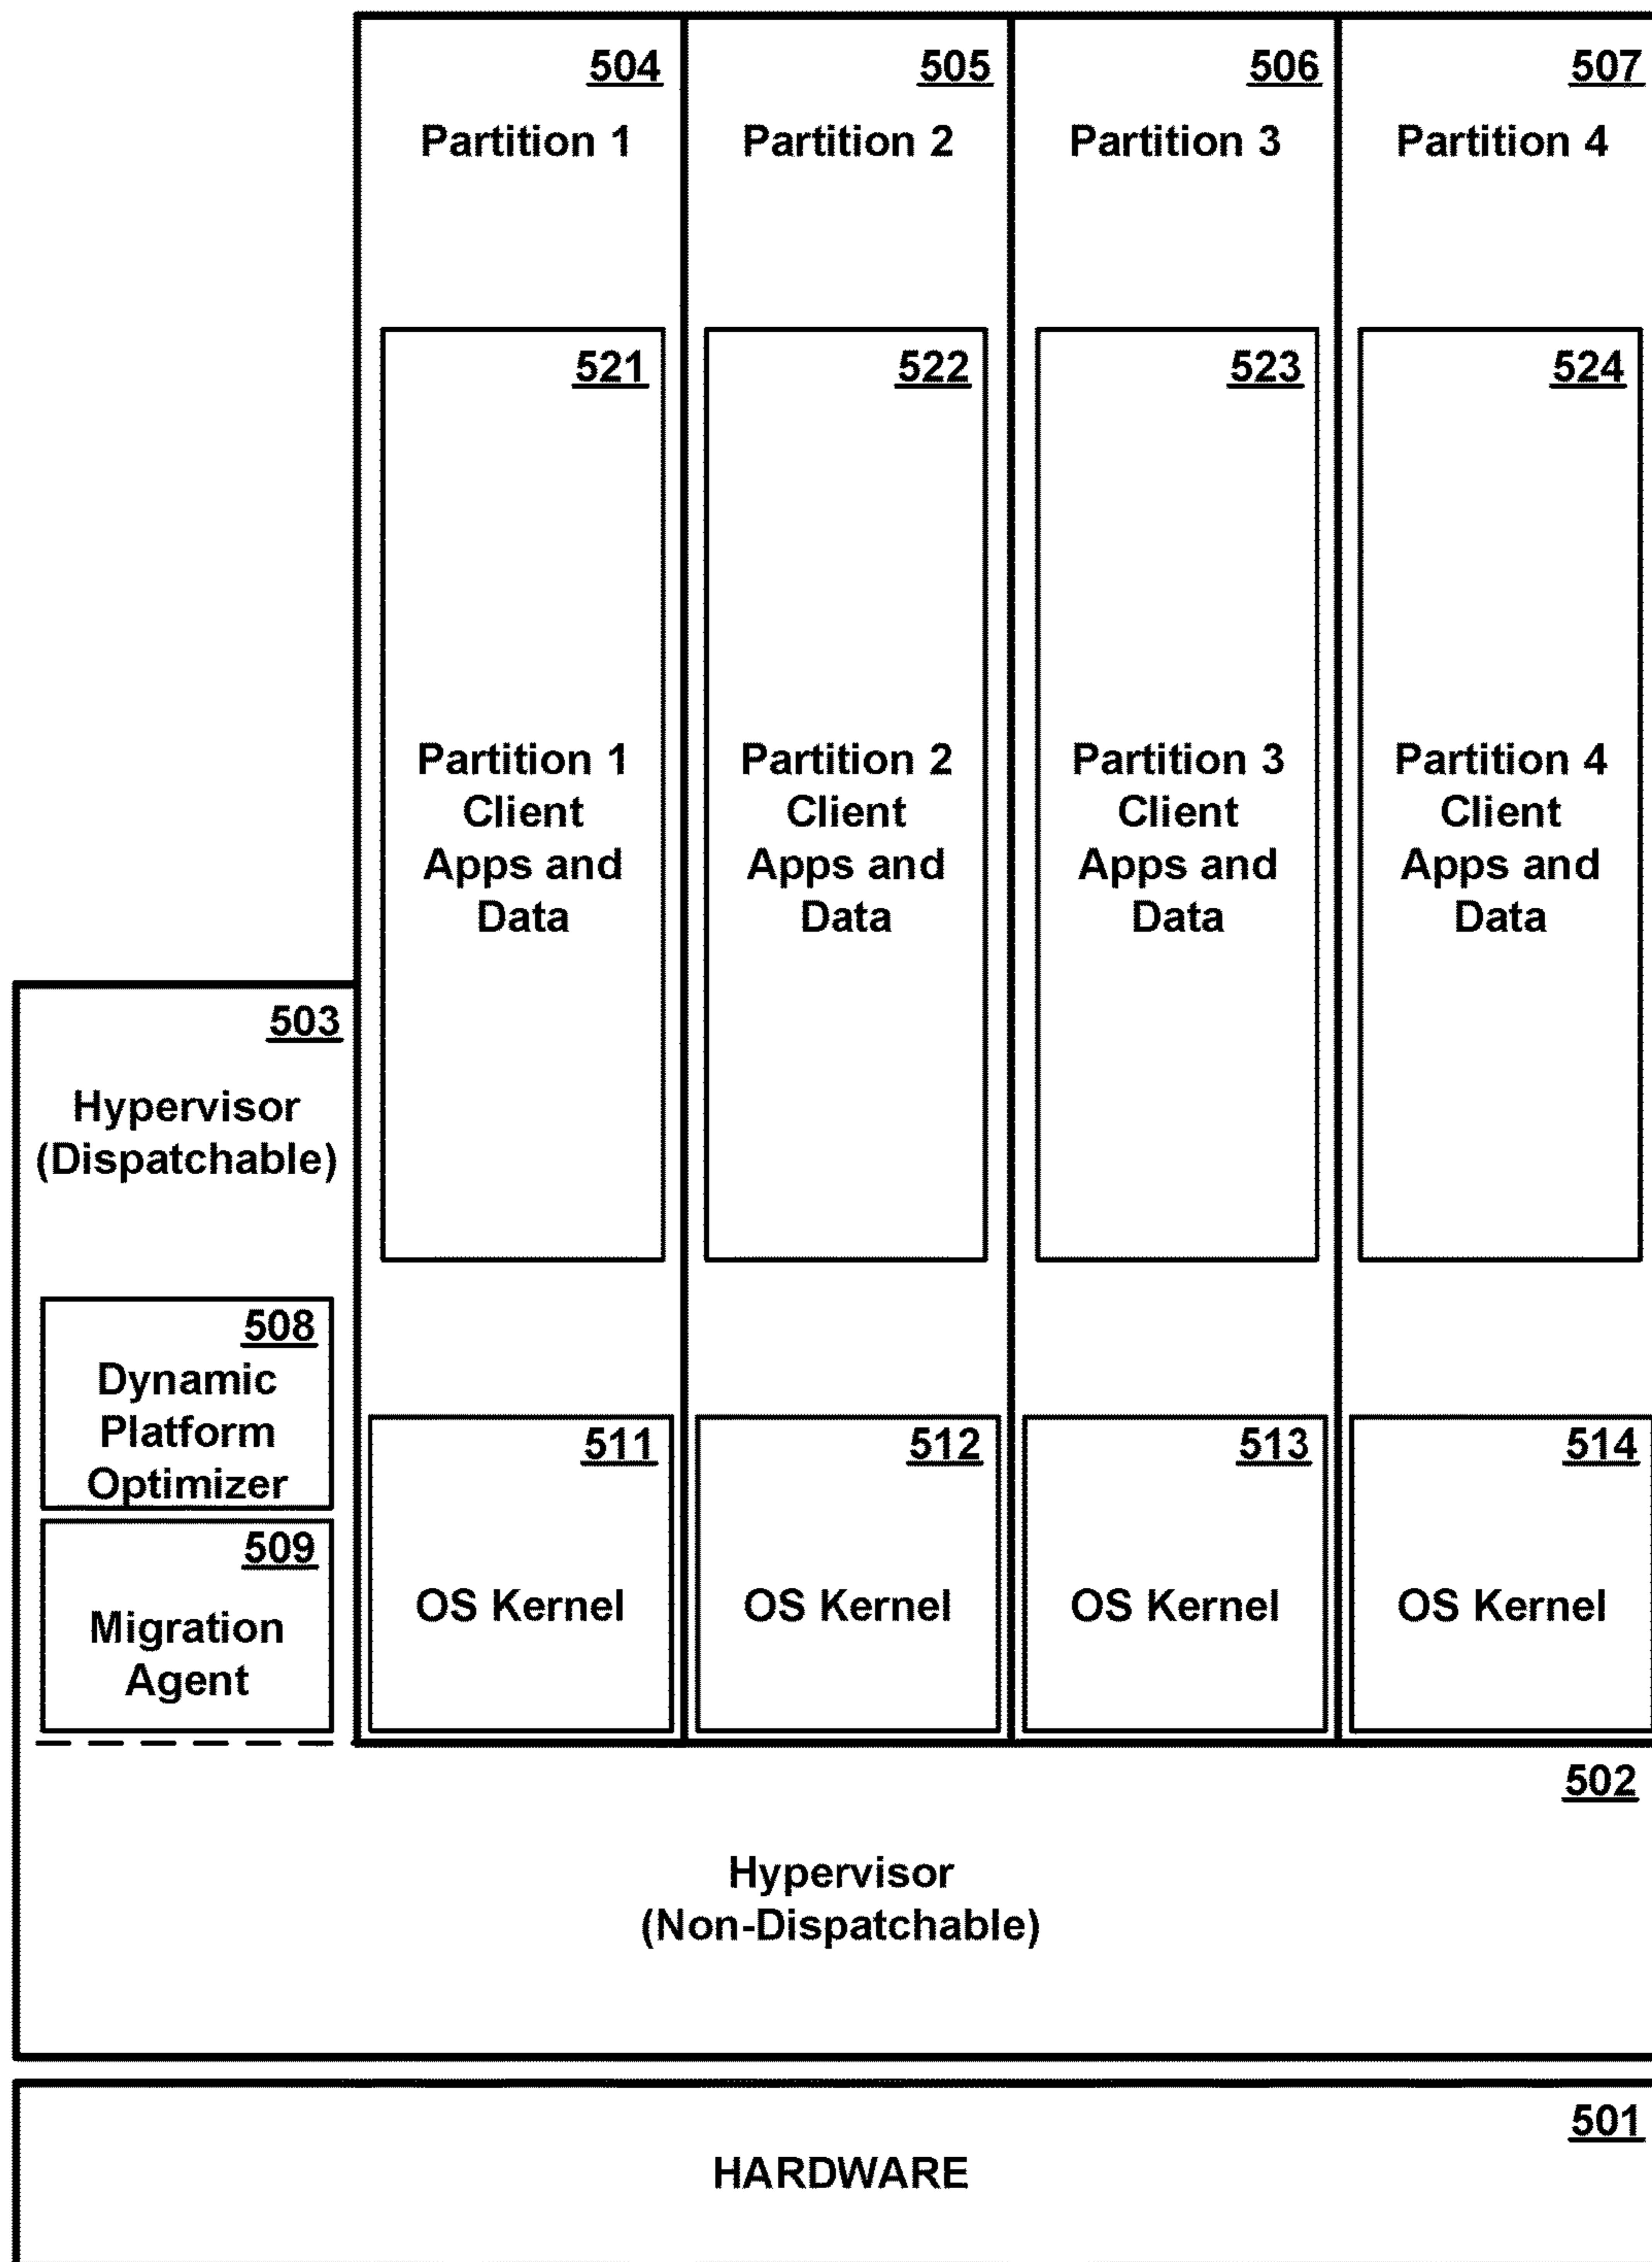 504
Partition 1
505
Partition 2
506
Partition 3
507
Partition 4
521
Partition 1
Client
Apps and
Data
522
Partition 2
Client
Apps and
Data
523
Partition 3
Client
Apps and
Data
524
Partition 4
Client
Apps and
Data
503
Hypervisor
(Dispatchable)
508
Dynamic
Platform
Optimizer
509
Migration
Agent
511
OS Kernel
512
OS Kernel
513
OS Kernel
514
OS Kernel
502
Hypervisor
(Non-Dispatchable)
501
HARDWARE